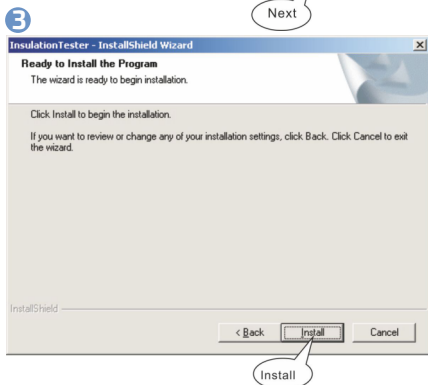 Next
3
InsulationTester - InstallShield Wizard
Ready to Install the Program
The wizard is ready to begin installation.
Click Install to begin the installation.
If you want to review or change any of your installation settings, click Back. Click Cancel to exit
the wizard.
InstallShield
< Back Install Cancel
Install